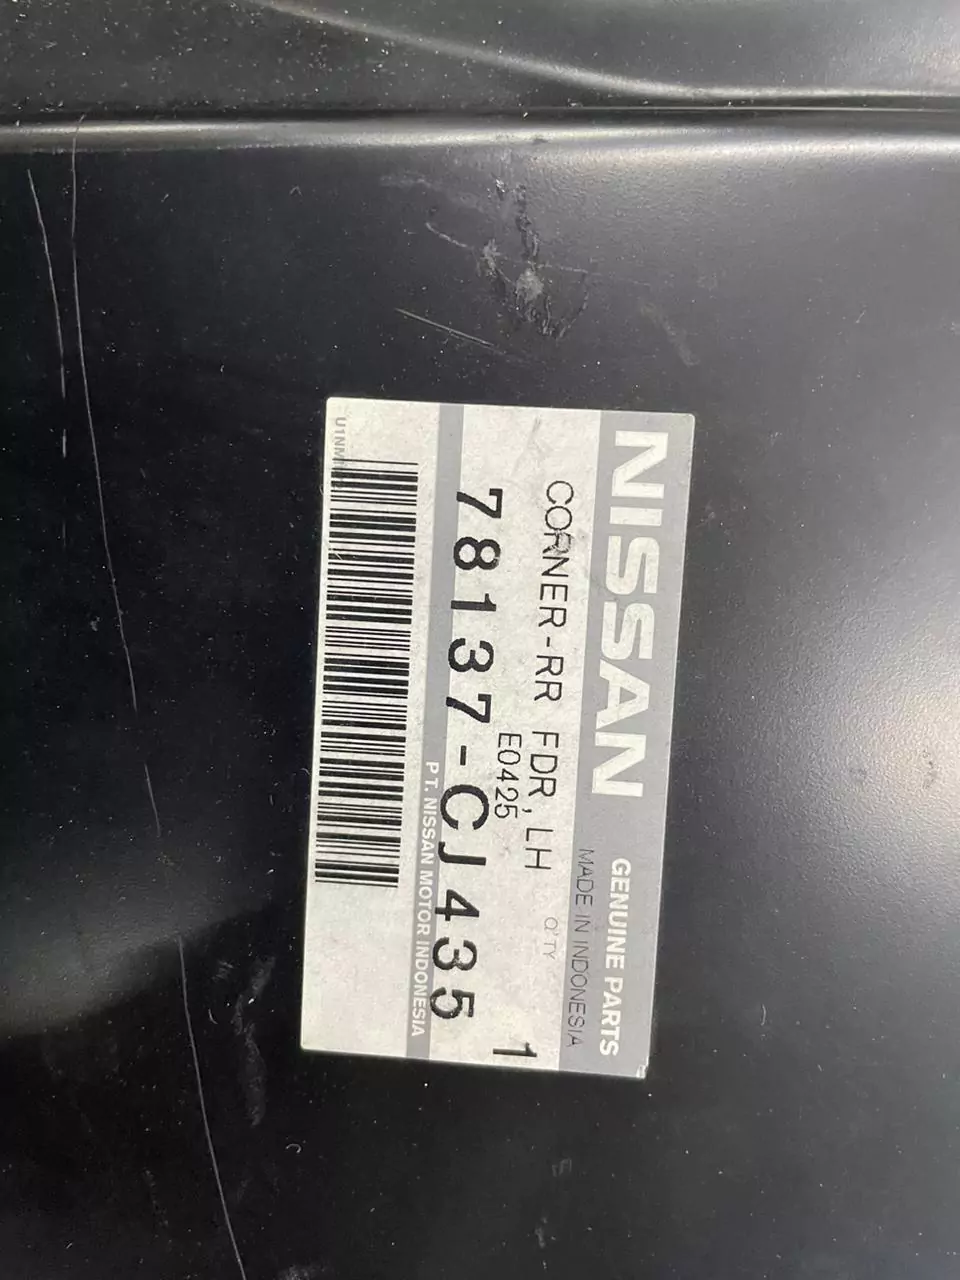 NISSAN GENUINE PARTS
MADE IN INDONESIA
CORNER-RR FDR, LH Q'TY
E0425 1
78137-CJ435
PT. NISSAN MOTOR INDONESIA